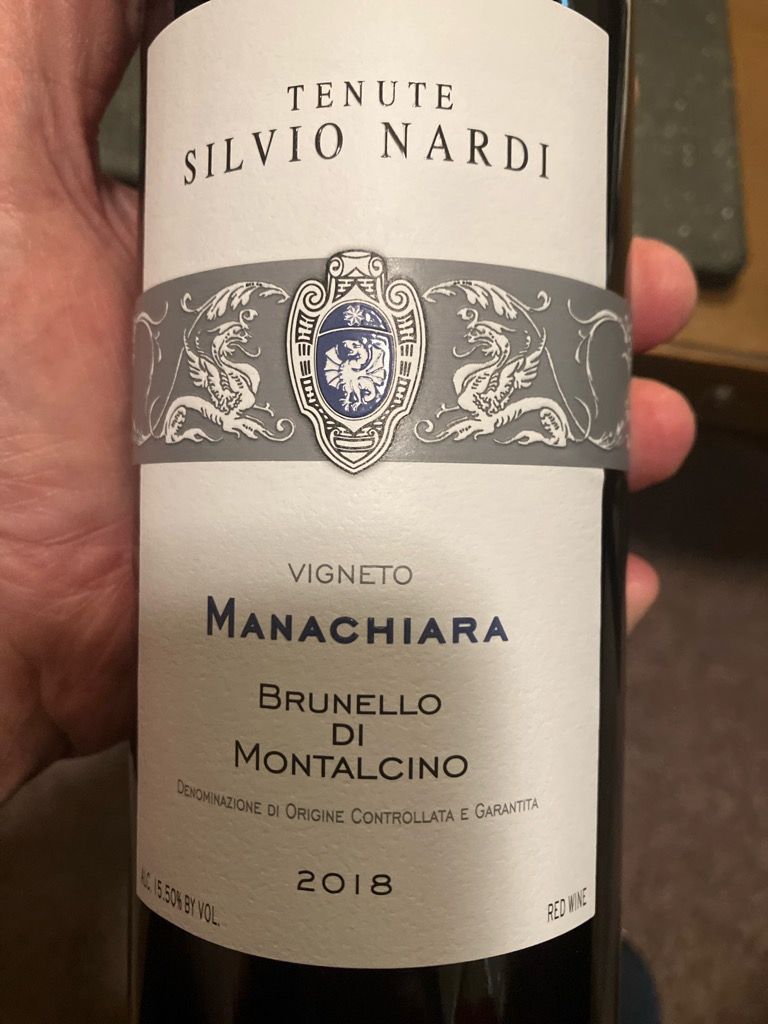 TENUTE
SILVIO NARDI
VIGNETO
MANACHIARA
BRUNELLO
DI
MONTALCINO
DENOMINAZIONE DI ORIGINE CONTROLLATA E GARANTITA
2018
ALC. 15.50% BY VOL.
RED WINE